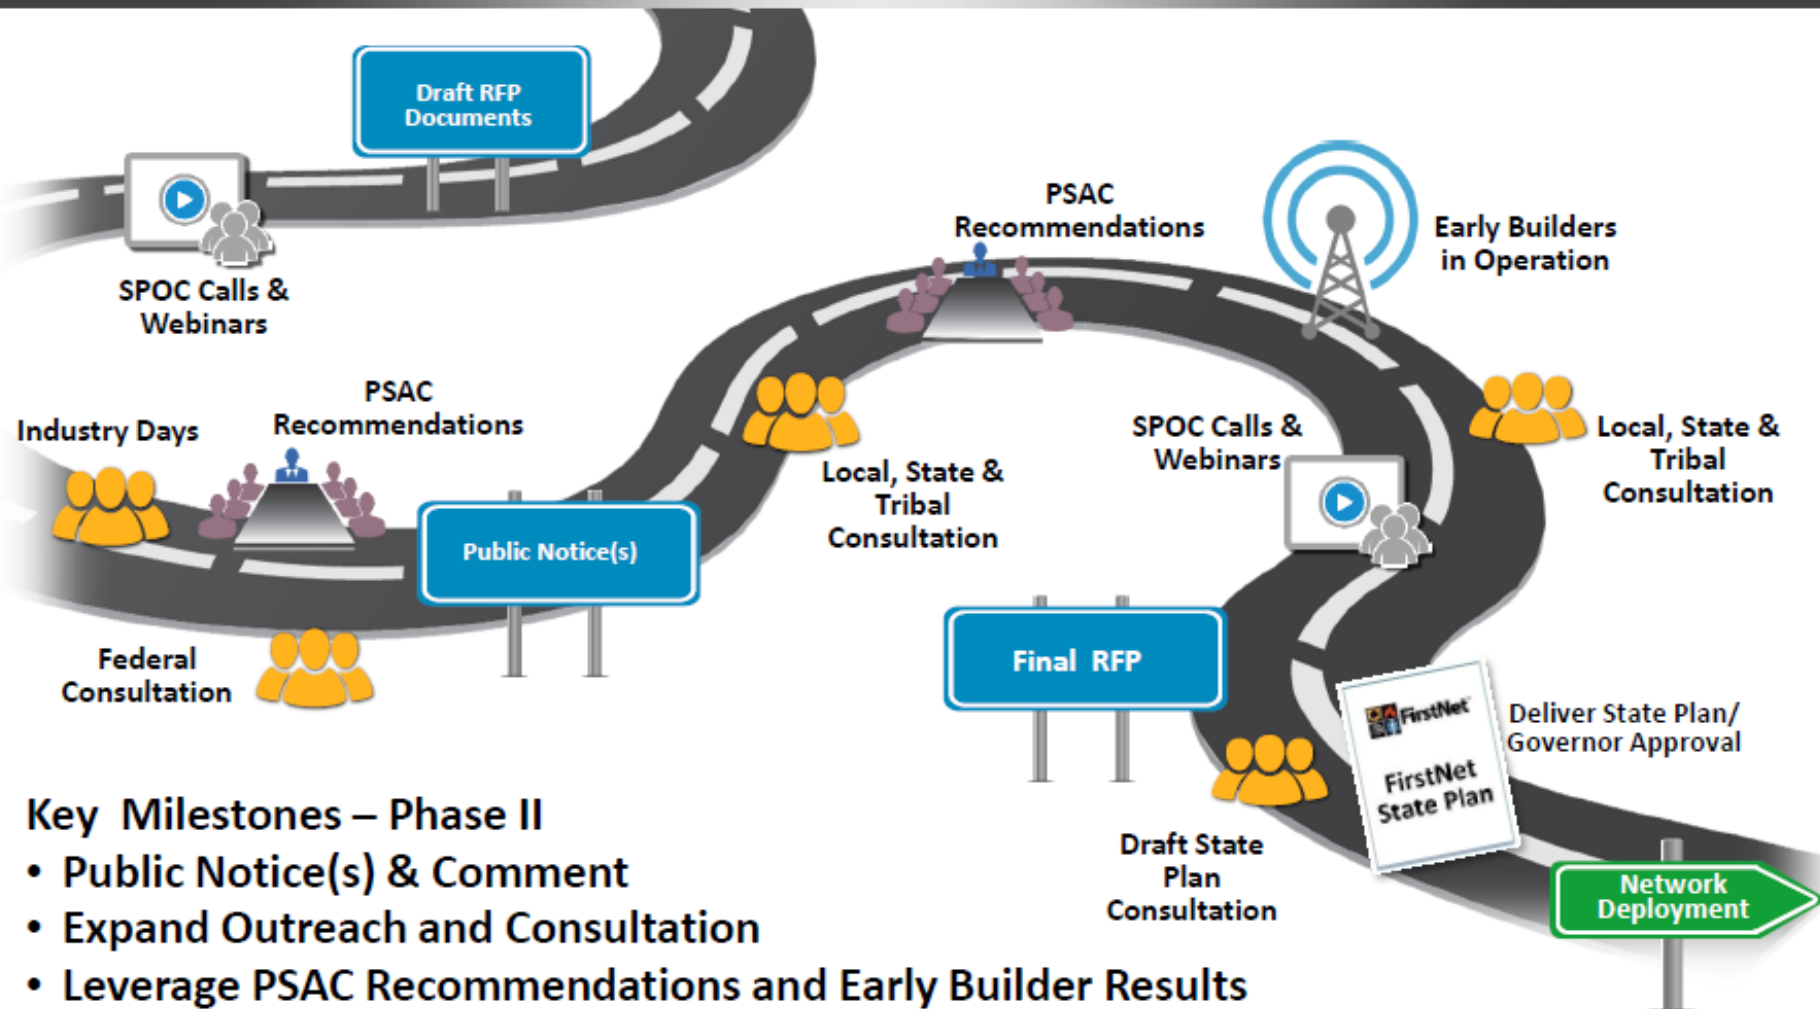 Draft RFP
Documents
SPOC Calls &
Webinars
PSAC
Recommendations
Early Builders
in Operation
Industry Days
PSAC
Recommendations
Public Notice(s)
Local, State &
Tribal
Consultation
SPOC Calls &
Webinars
Local, State &
Tribal
Consultation
Federal
Consultation
Final RFP
FirstNet
FirstNet
State Plan
Deliver State Plan/
Governor Approval
Draft State
Plan
Consultation
Network
Deployment
Key Milestones – Phase II
• Public Notice(s) & Comment
• Expand Outreach and Consultation
• Leverage PSAC Recommendations and Early Builder Results